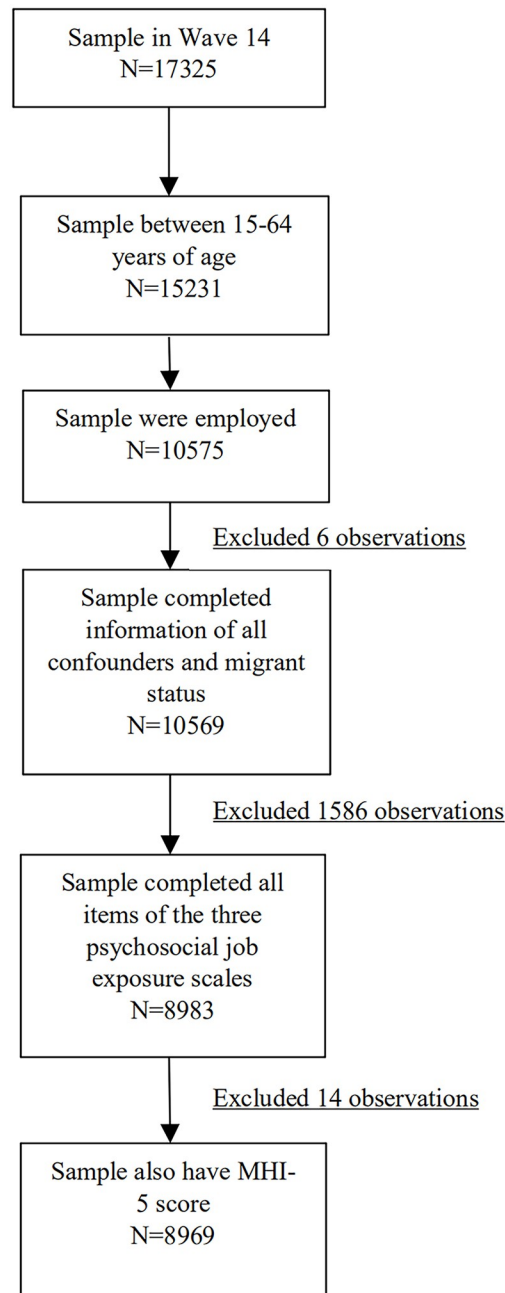 Sample in Wave 14
N=17325
Sample between 15-64
years of age
N=15231
Sample were employed
N=10575
Excluded 6 observations
Sample completed
information of all
confounders and migrant
status
N=10569
Excluded 1586 observations
Sample completed all
items of the three
psychosocial job
exposure scales
N=8983
Excluded 14 observations
Sample also have MHI-
5 score
N=8969